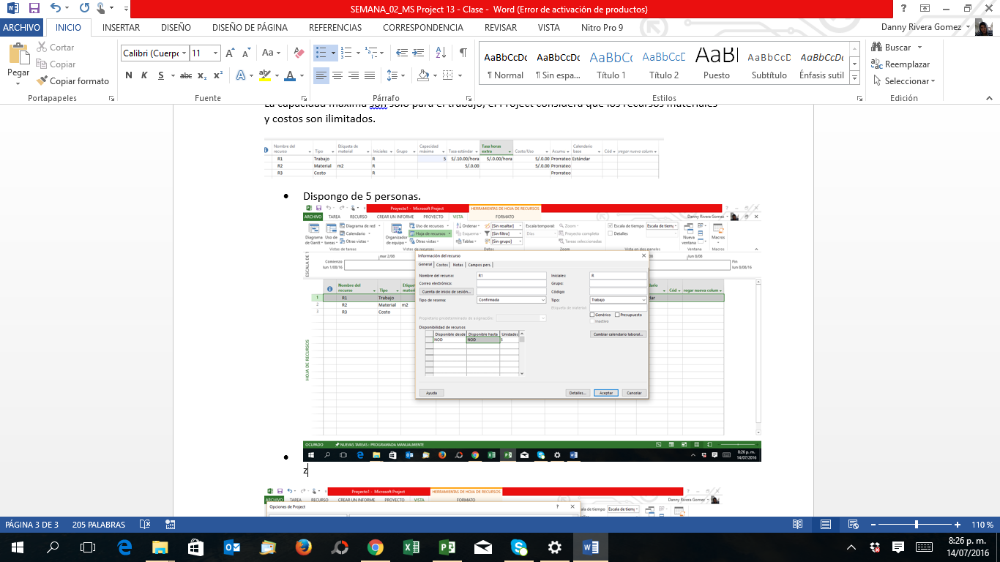 SEMANA_02_MS Project 13 - Clase - Word (Error de activación de productos)
ARCHIVO INICIO INSERTAR DISEÑO DISEÑO DE PÁGINA REFERENCIAS CORRESPONDENCIA REVISAR VISTA Nitro Pro 9 Danny Rivera Gomez
Pegar
Cortar
Copiar
Copiar formato
Calibri (Cuerpo 11
N K S abc x₂ x²
AaBbCcDc AaBbCcDc AaBbCc AaBbCcD AaBl AaBbCcD AaBbCcDc
¶ Normal ¶ Sin espa... Título 1 Título 2 Puesto Subtítulo Énfasis sutil
Buscar
Reemplazar
Seleccionar
Portapapeles Fuente Párrafo Estilos Edición
La capacidad máxima son solo para el trabajo, el Project considera que los recursos materiales
y costos son ilimitados.
Nombre del recurso Tipo Etiqueta de material Iniciales Grupo Capacidad máxima Tasa estándar Tasa horas extra Costo/Uso Acumu Calendario base Cód regar nuevo colum
R1 Trabajo R 5 S/.10.00/hora S/.0.00/hora S/.0.00 Prorrateo Estándar
R2 Material m2 R S/.0.00 S/.0.00 Prorrateo
R3 Costo R Prorrateo
• Dispongo de 5 personas.
Proyecto1 - Microsoft Project HERRAMIENTAS DE HOJA DE RECURSOS
ARCHIVO TAREA RECURSO CREAR UN INFORME PROYECTO VISTA FORMATO Danny Rivera Gomez
Diagrama de Gantt Uso de tareas
Diagrama de red
Calendario
Otras vistas
Organizador de equipo
Uso de recursos
Hoja de recursos
Otras vistas
Ordenar
Esquema
Tablas
[Sin resaltar]
[Sin filtro]
[Sin grupo]
Escala temporal:
Días
Zoom
Proyecto completo
Tareas seleccionadas
Escala de tiempo Escala de tiem
Detalles
Nueva ventana
Macros
Vistas de tareas Vistas de recursos Datos Zoom Vista en dos paneles Ventana Macros
ESCALA DE T
Comienzo
lun 1/08/16
mar 2/08
lun 8/08
Fin
lun 8/08/16
Nombre del recurso Tipo Cód regar nueva colum
1 R1 Trabajo
2 R2 Material m2
3 R3 Costo
HOJA DE RECURSOS
Información del recurso
General Costos Notas Campos pers.
Nombre del recurso: R1 Iniciales: R
Correo electrónico: Grupo:
Cuenta de inicio de sesión... Código:
Tipo de reserva: Confirmada Tipo: Trabajo
Etiqueta de material:
Genérico Presupuesto
Inactivo
Propietario predeterminado de asignación:
Disponibilidad de recursos
Disponible desde Disponible hasta Unidades
NOD NOD 5
Cambiar calendario laboral...
Ayuda Detalles... Aceptar Cancelar
OCUPADO NUEVAS TAREAS : PROGRAMADA MANUALMENTE
8:26 p. m.
14/07/2016
•
z
Proyecto1 - Microsoft Project HERRAMIENTAS DE HOJA DE RECURSOS
ARCHIVO TAREA RECURSO CREAR UN INFORME PROYECTO VISTA FORMATO Danny Rivera Gomez
Opciones de Project
ala de tiempo Escala de tiem
PÁGINA 3 DE 3 205 PALABRAS 110 %
8:26 p. m.
14/07/2016